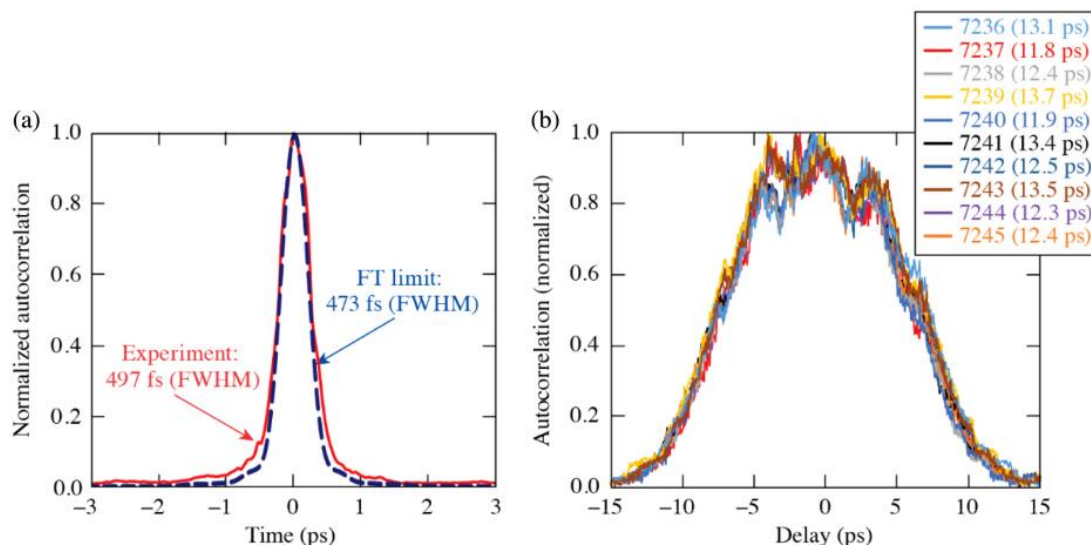 (a)
Normalized autocorrelation
1.0
0.8
0.6
0.4
0.2
0.0
−3
−2
−1
0
1
2
3
Time (ps)
FT limit:
473 fs (FWHM)
Experiment:
497 fs (FWHM)
(b)
Autocorrelation (normalized)
1.0
0.8
0.6
0.4
0.2
0.0
−15
−10
−5
0
5
10
15
Delay (ps)
7236 (13.1 ps)
7237 (11.8 ps)
7238 (12.4 ps)
7239 (13.7 ps)
7240 (11.9 ps)
7241 (13.4 ps)
7242 (12.5 ps)
7243 (13.5 ps)
7244 (12.3 ps)
7245 (12.4 ps)